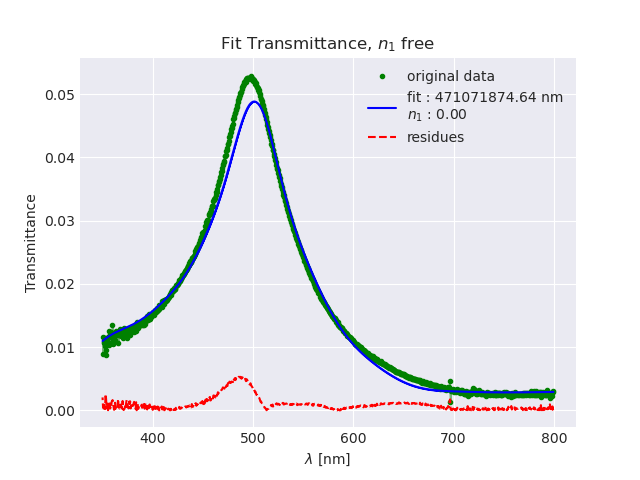 Fit Transmittance, n₁ free
original data
fit : 471071874.64 nm
n₁ : 0.00
residues
0.05
0.04
0.03
0.02
0.01
0.00
Transmittance
400 500 600 700 800
λ [nm]